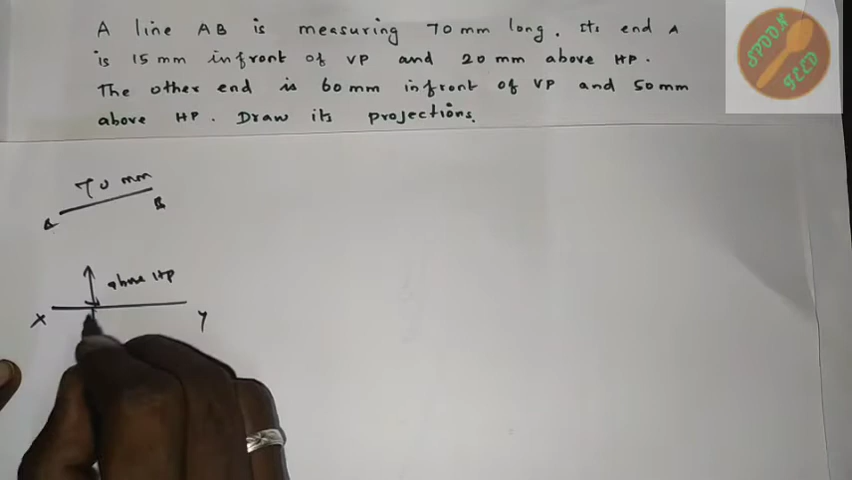 A line AB is measuring 70 mm long. Its end A
is 15 mm infront of VP and 20 mm above HP.
The other end is 60 mm infront of VP and 50 mm
above HP. Draw its projections.
SPOON
FEED
70 mm
A B
above HP
X Y